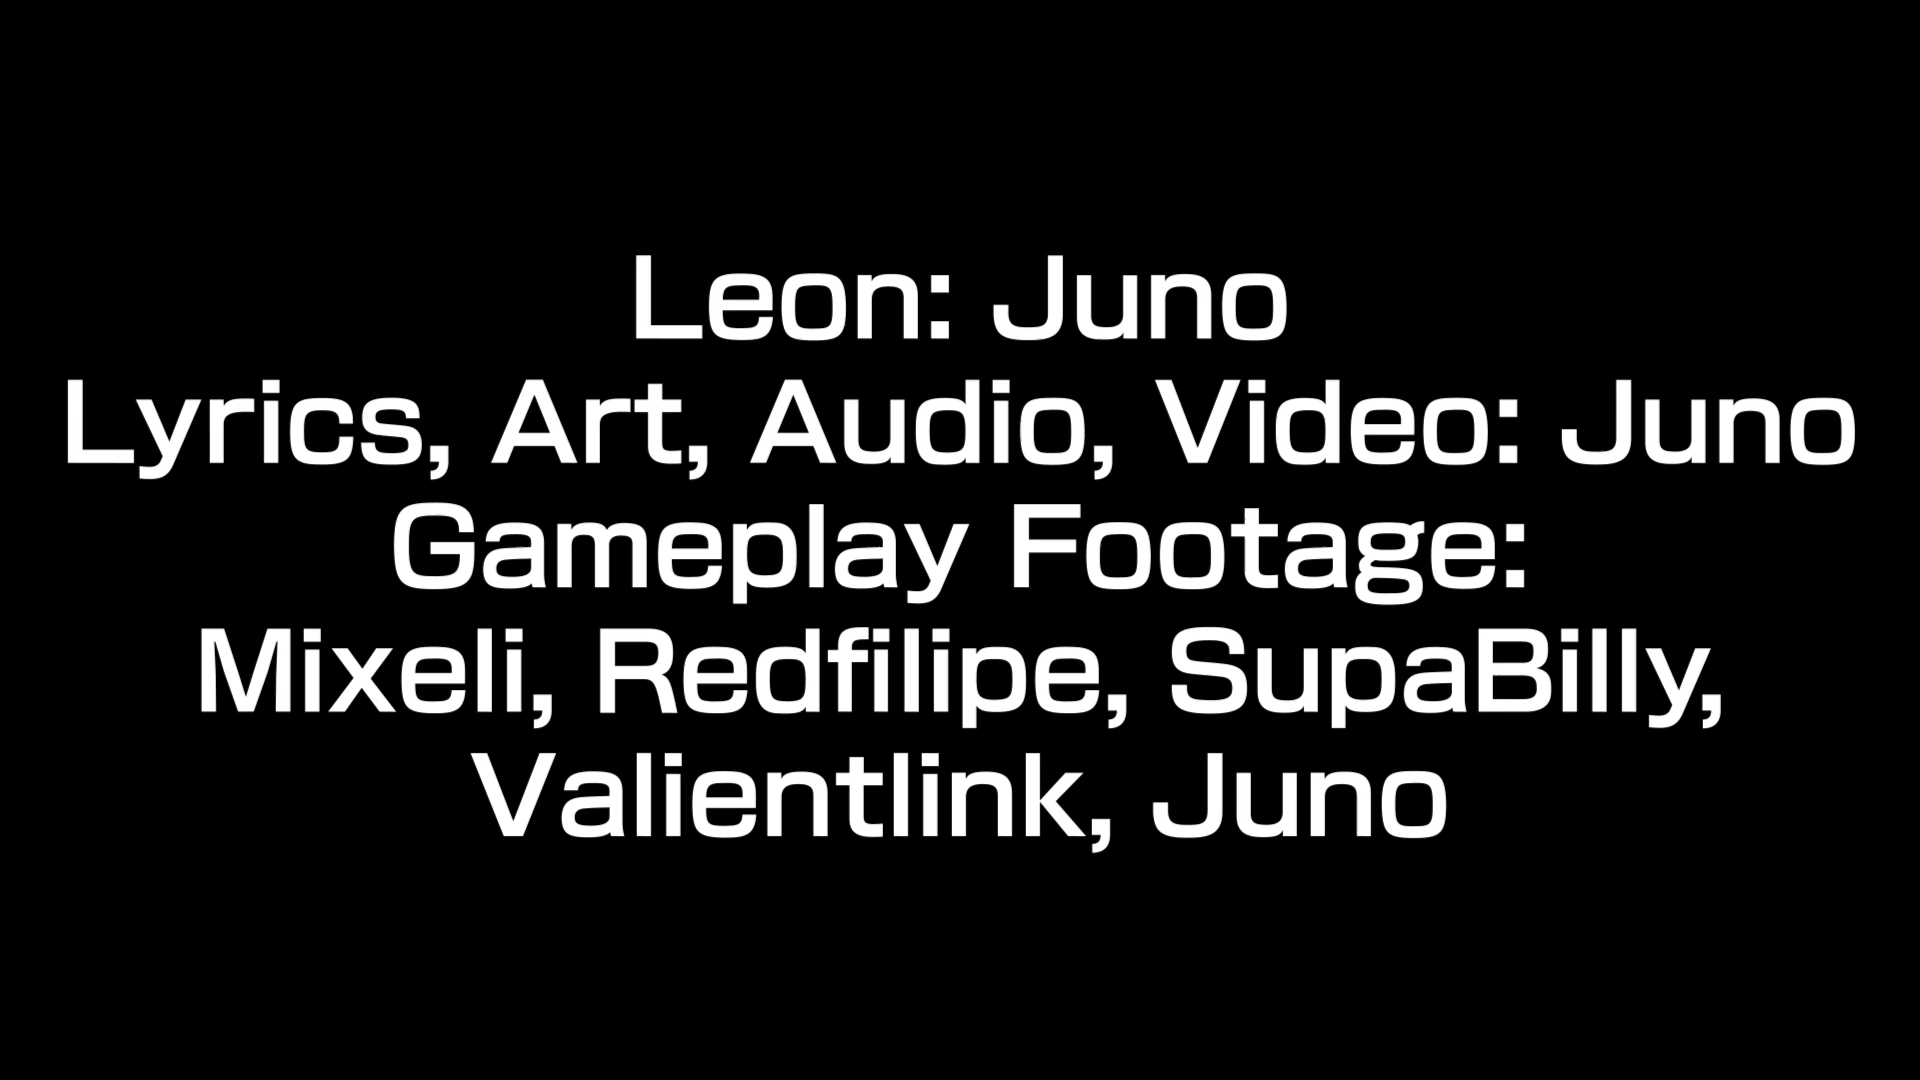 Leon: Juno
Lyrics, Art, Audio, Video: Juno
Gameplay Footage:
Mixeli, Redfilipe, SupaBilly,
Valientlink, Juno